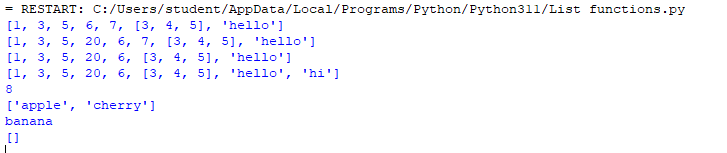 = RESTART: C:/Users/student/AppData/Local/Programs/Python/Python311/List functions.py
[1, 3, 5, 6, 7, [3, 4, 5], 'hello']
[1, 3, 5, 20, 6, 7, [3, 4, 5], 'hello']
[1, 3, 5, 20, 6, [3, 4, 5], 'hello']
[1, 3, 5, 20, 6, [3, 4, 5], 'hello', 'hi']
8
['apple', 'cherry']
banana
[]